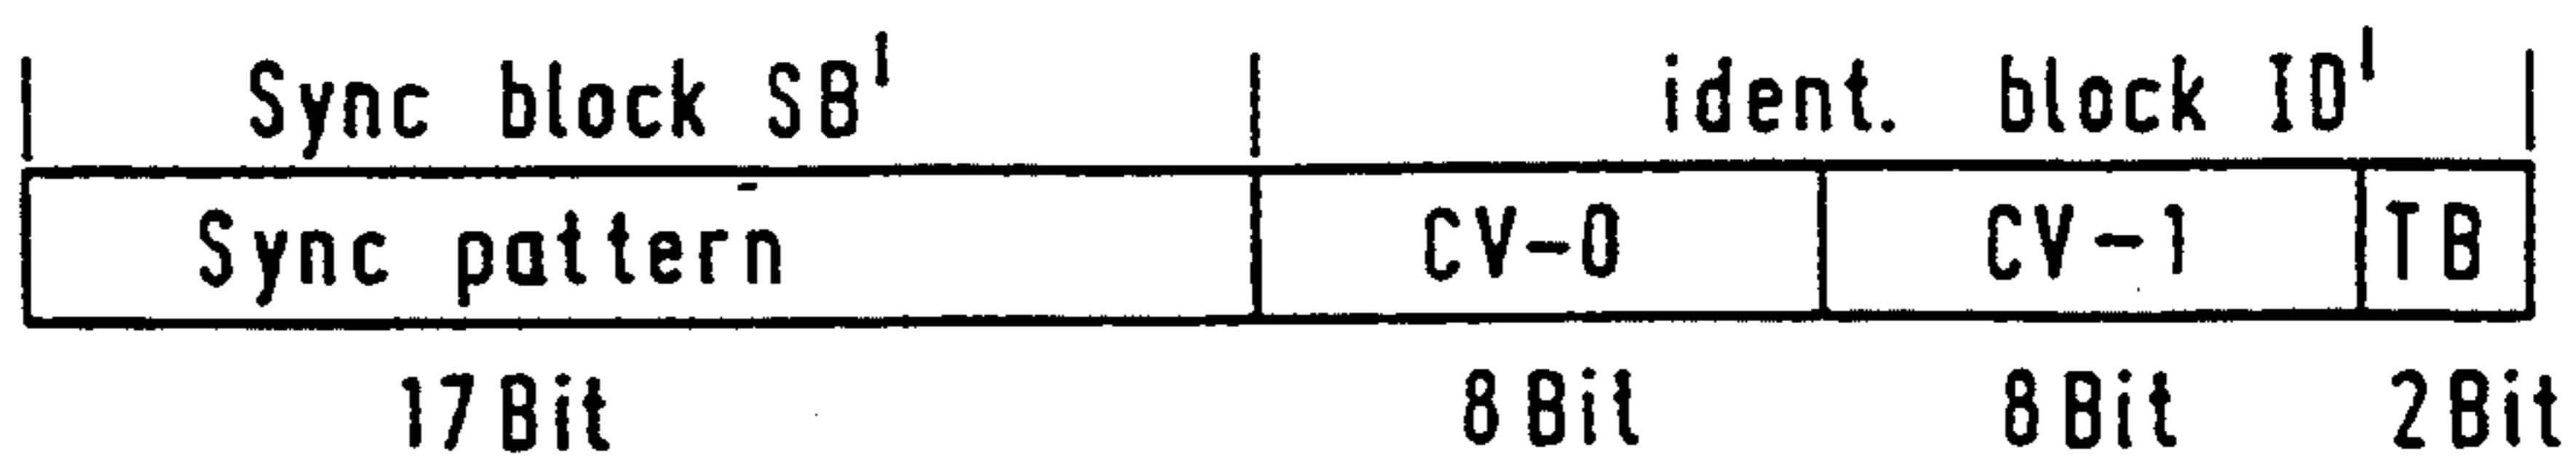 Sync block SB' ident. block ID'
Sync pattern CV-0 CV-1 TB
17Bit 8Bit 8Bit 2Bit